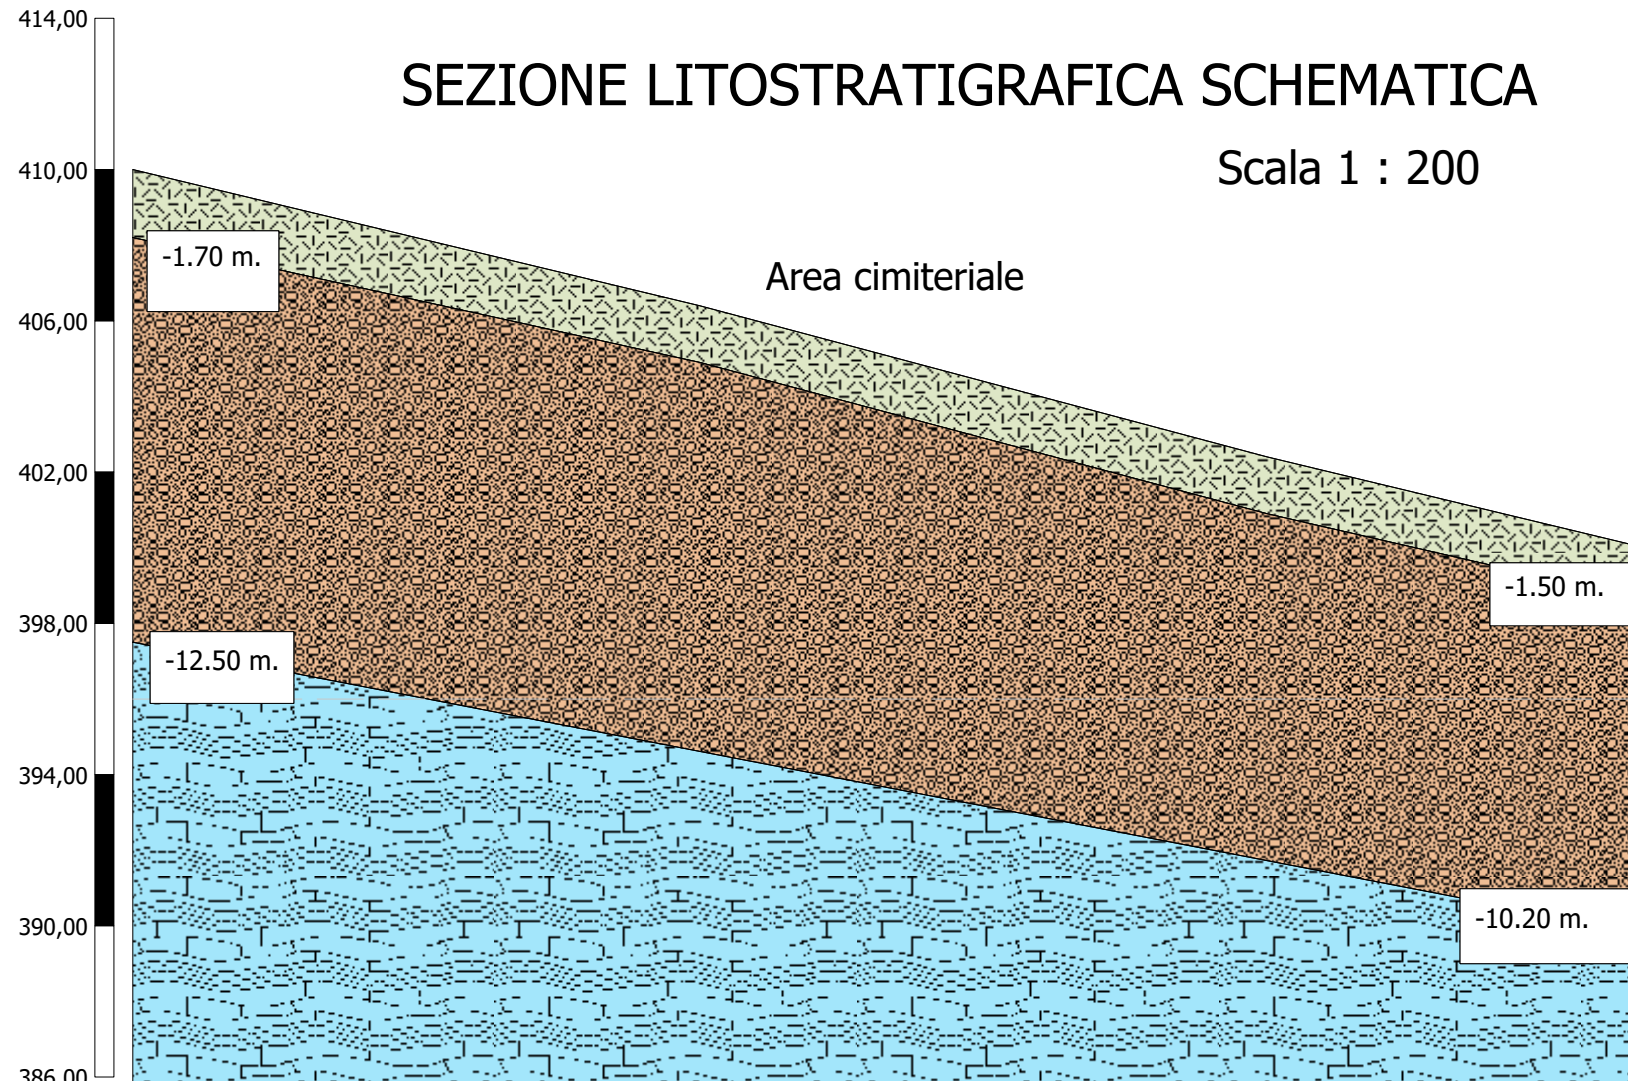 414,00
SEZIONE LITOSTRATIGRAFICA SCHEMATICA
Scala 1 : 200
410,00
-1.70 m.
Area cimiteriale
406,00
402,00
-1.50 m.
398,00
-12.50 m.
394,00
390,00
-10.20 m.
386,00